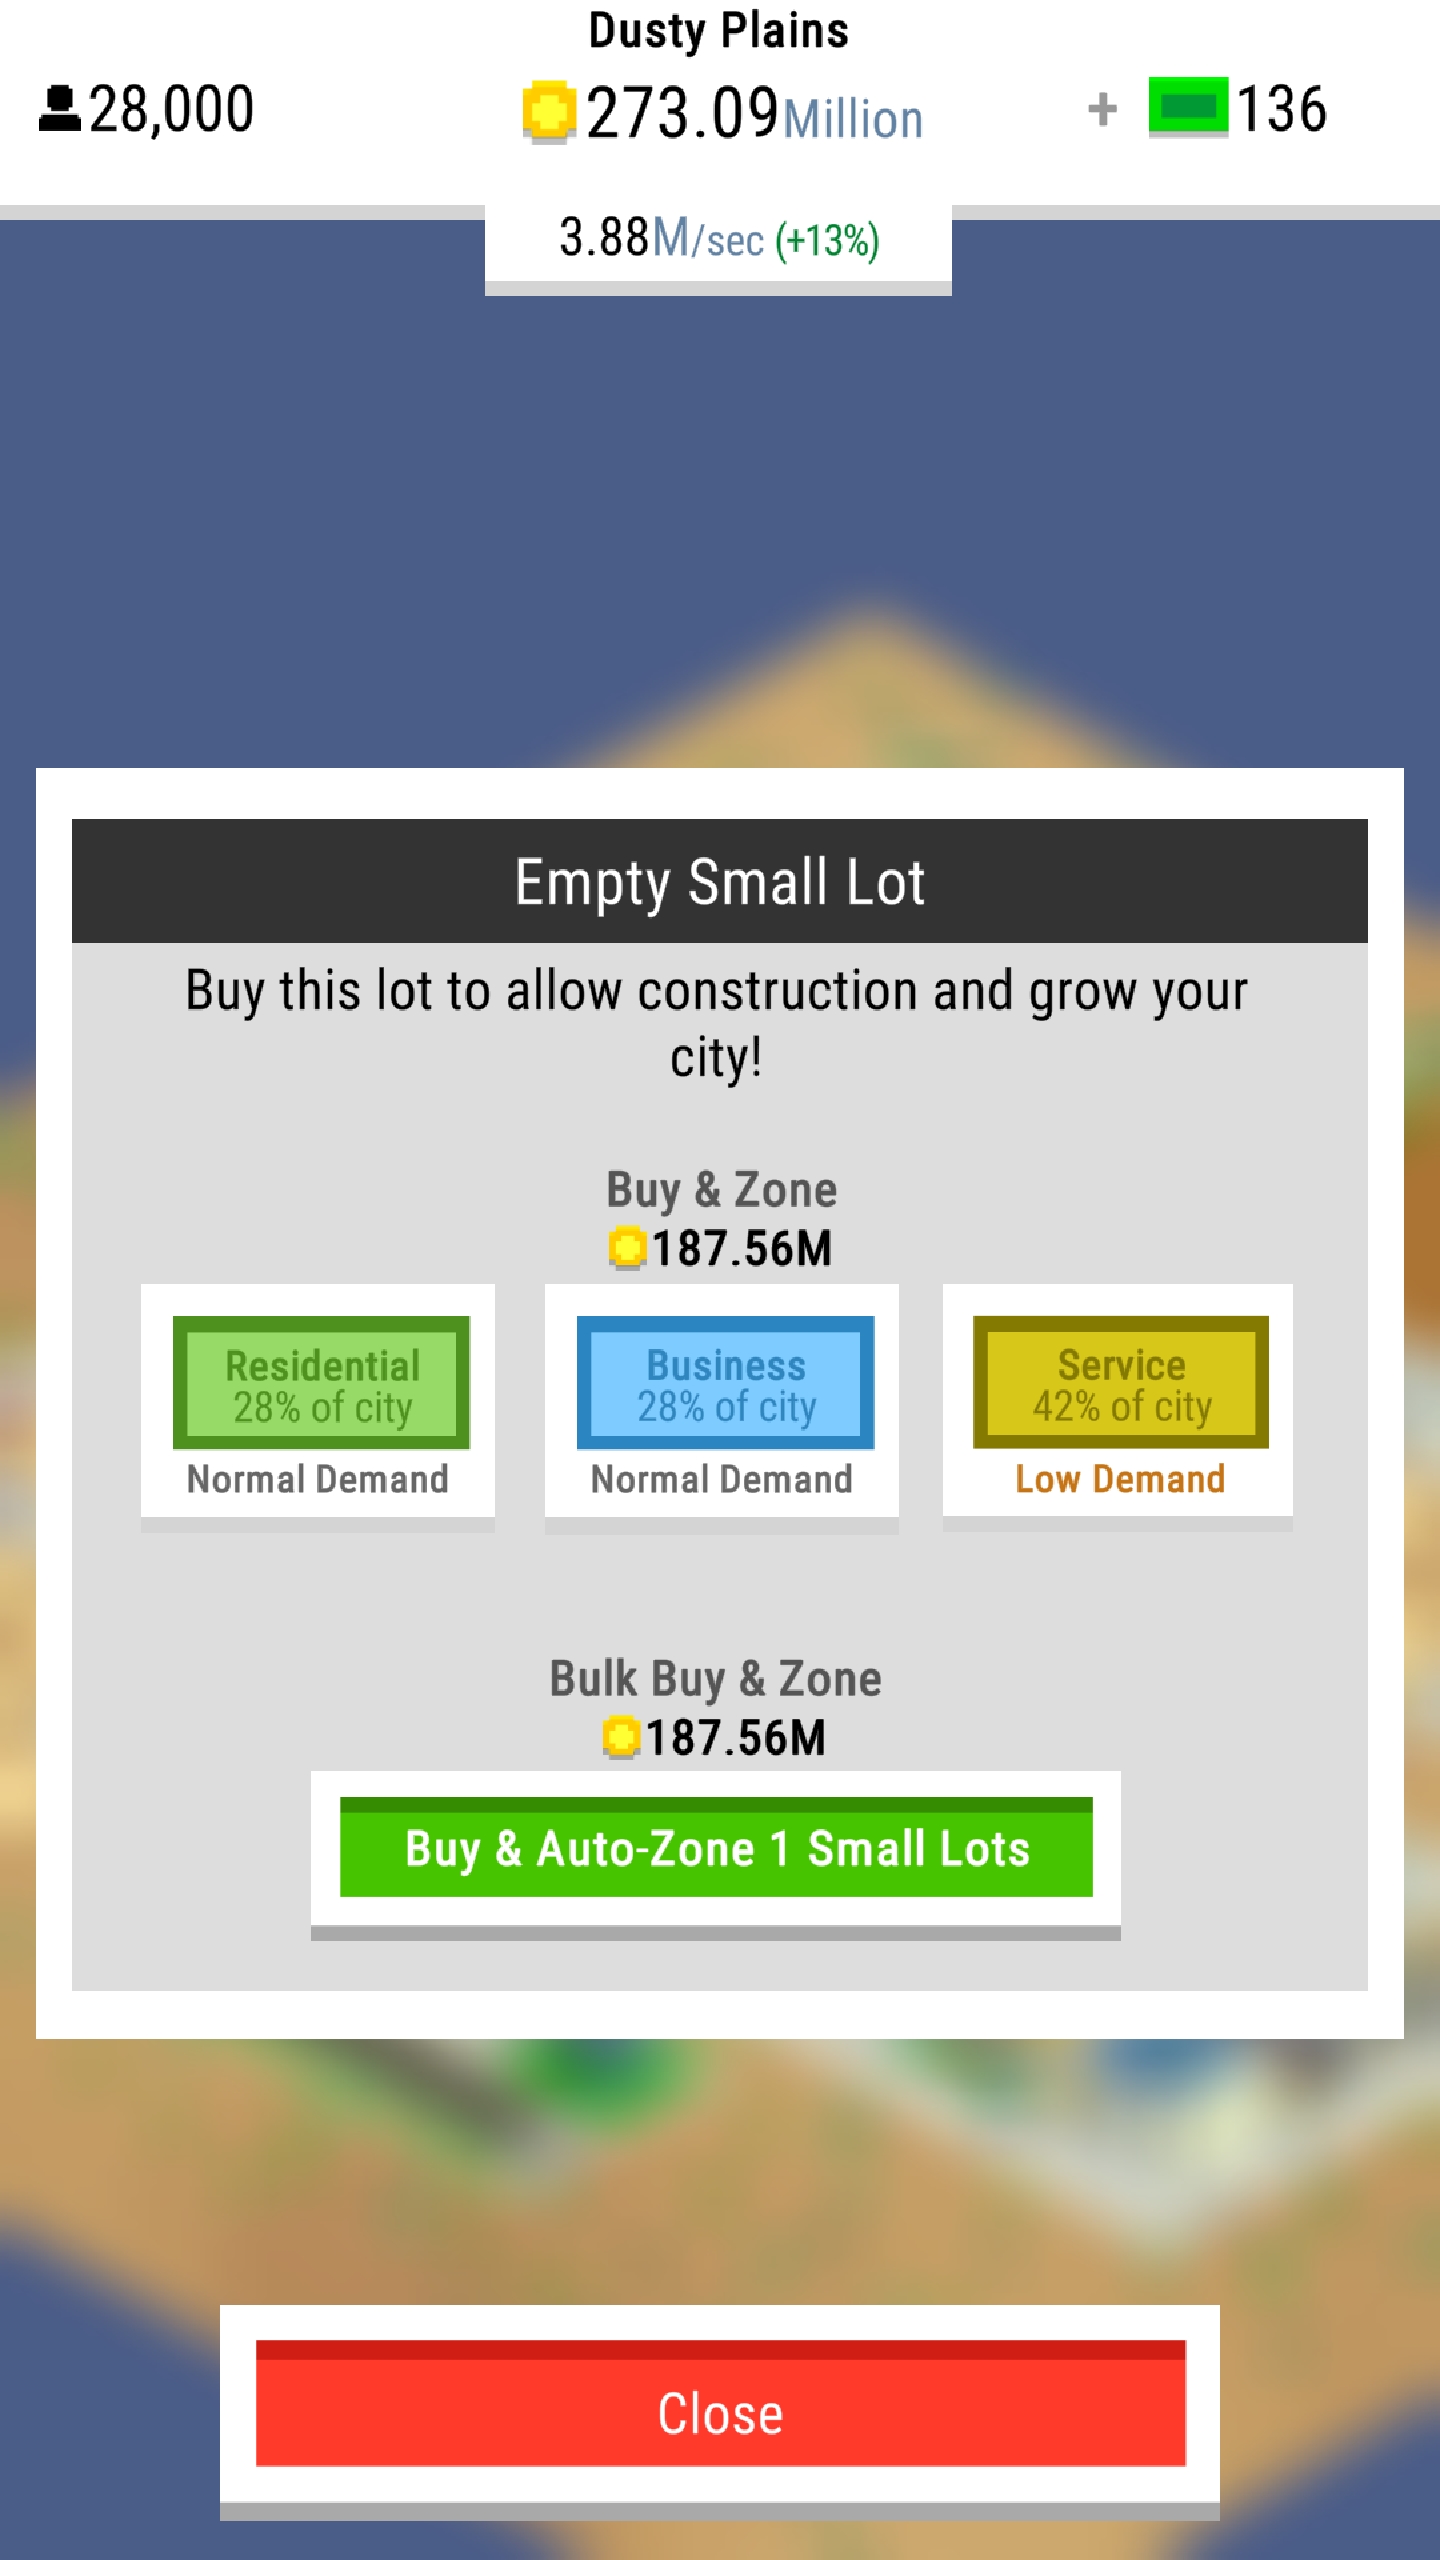 Dusty Plains
28,000
273.09Million
+ 136
3.88M/sec (+13%)
Empty Small Lot
Buy this lot to allow construction and grow your
city!
Buy & Zone
187.56M
Residential
28% of city
Normal Demand
Business
28% of city
Normal Demand
Service
42% of city
Low Demand
Bulk Buy & Zone
187.56M
Buy & Auto-Zone 1 Small Lots
Close